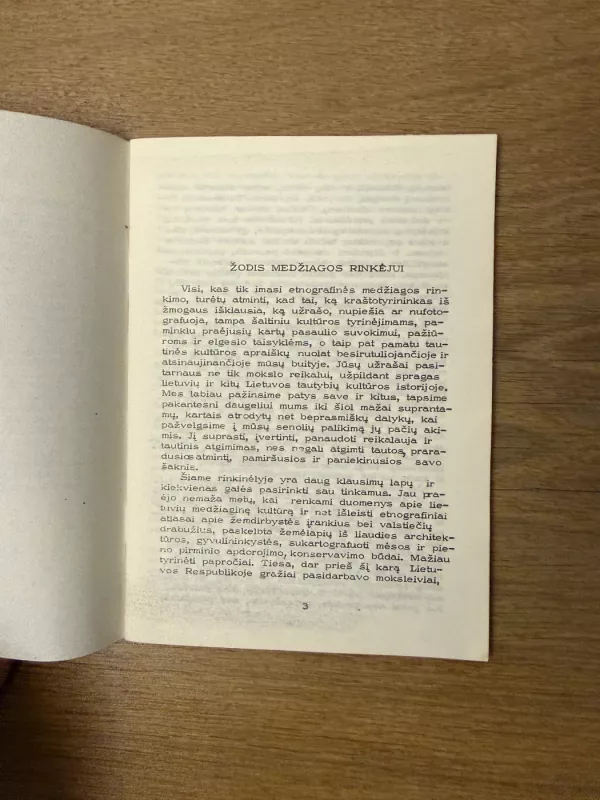 ŽODIS MEDŽIAGOS RINKĖJUI
Visi, kas tik imasi etnografinės medžiagos rin-
kimo, turėtų atminti, kad tai, ką kraštotyrininkas iš
žmogaus išklausia, ką užrašo, nupiešia ar nufoto-
grafuoja, tampa šaltiniu kultūros tyrinėjimams, pa-
minklu praėjusių kartų pasaulio suvokimui, pažiū-
roms ir elgesio taisyklėms, o taip pat pamatu tau-
tinės kultūros apraiškų nuolat besirutuliojančioje ir
atsinaujinančioje mūsų buityje. Jūsų užrašai pasi-
tarnaus ne tik mokslo reikalui, užpildant spragas
lietuvių ir kitų Lietuvos tautybių kultūros istorijoje.
Mes labiau pažinsime patys save ir kitus, tapsime
pakantesni daugeliui mums iki šiol mažai supranta-
mų, kartais atrodytų net beprasmiškų dalykų, kai
pažvelgsime į mūsų senolių palikimą jų pačių aki-
mis. Jį suprasti, įvertinti, panaudoti reikalauja ir
tautinis atgimimas, nes negali atgimti tautos, prara-
dusios atmintį, pamiršusios ir paniekinusios savo
šaknis.
Šiame rinkinėlyje yra daug klausimų lapų ir
kiekvienas galės pasirinkti sau tinkamus. Jau pra-
ėjo nemaža metų, kai renkami duomenys apie lie-
tuvių medžiaginę kultūrą ir net išleisti etnografiniai
atlasai apie žemdirbystės įrankius bei valstiečių
drabužius, paskelbta žemėlapių iš liaudies architek-
tūros, gyvulininkystės, sukartografuoti mėsos ir pie-
no pirminio apdorojimo, konservavimo būdai. Mažiau
tyrinėti papročiai. Tiesa, dar prieš šį karą Lietu-
vos Respublikoje gražiai pasidarbavo moksleiviai,
3